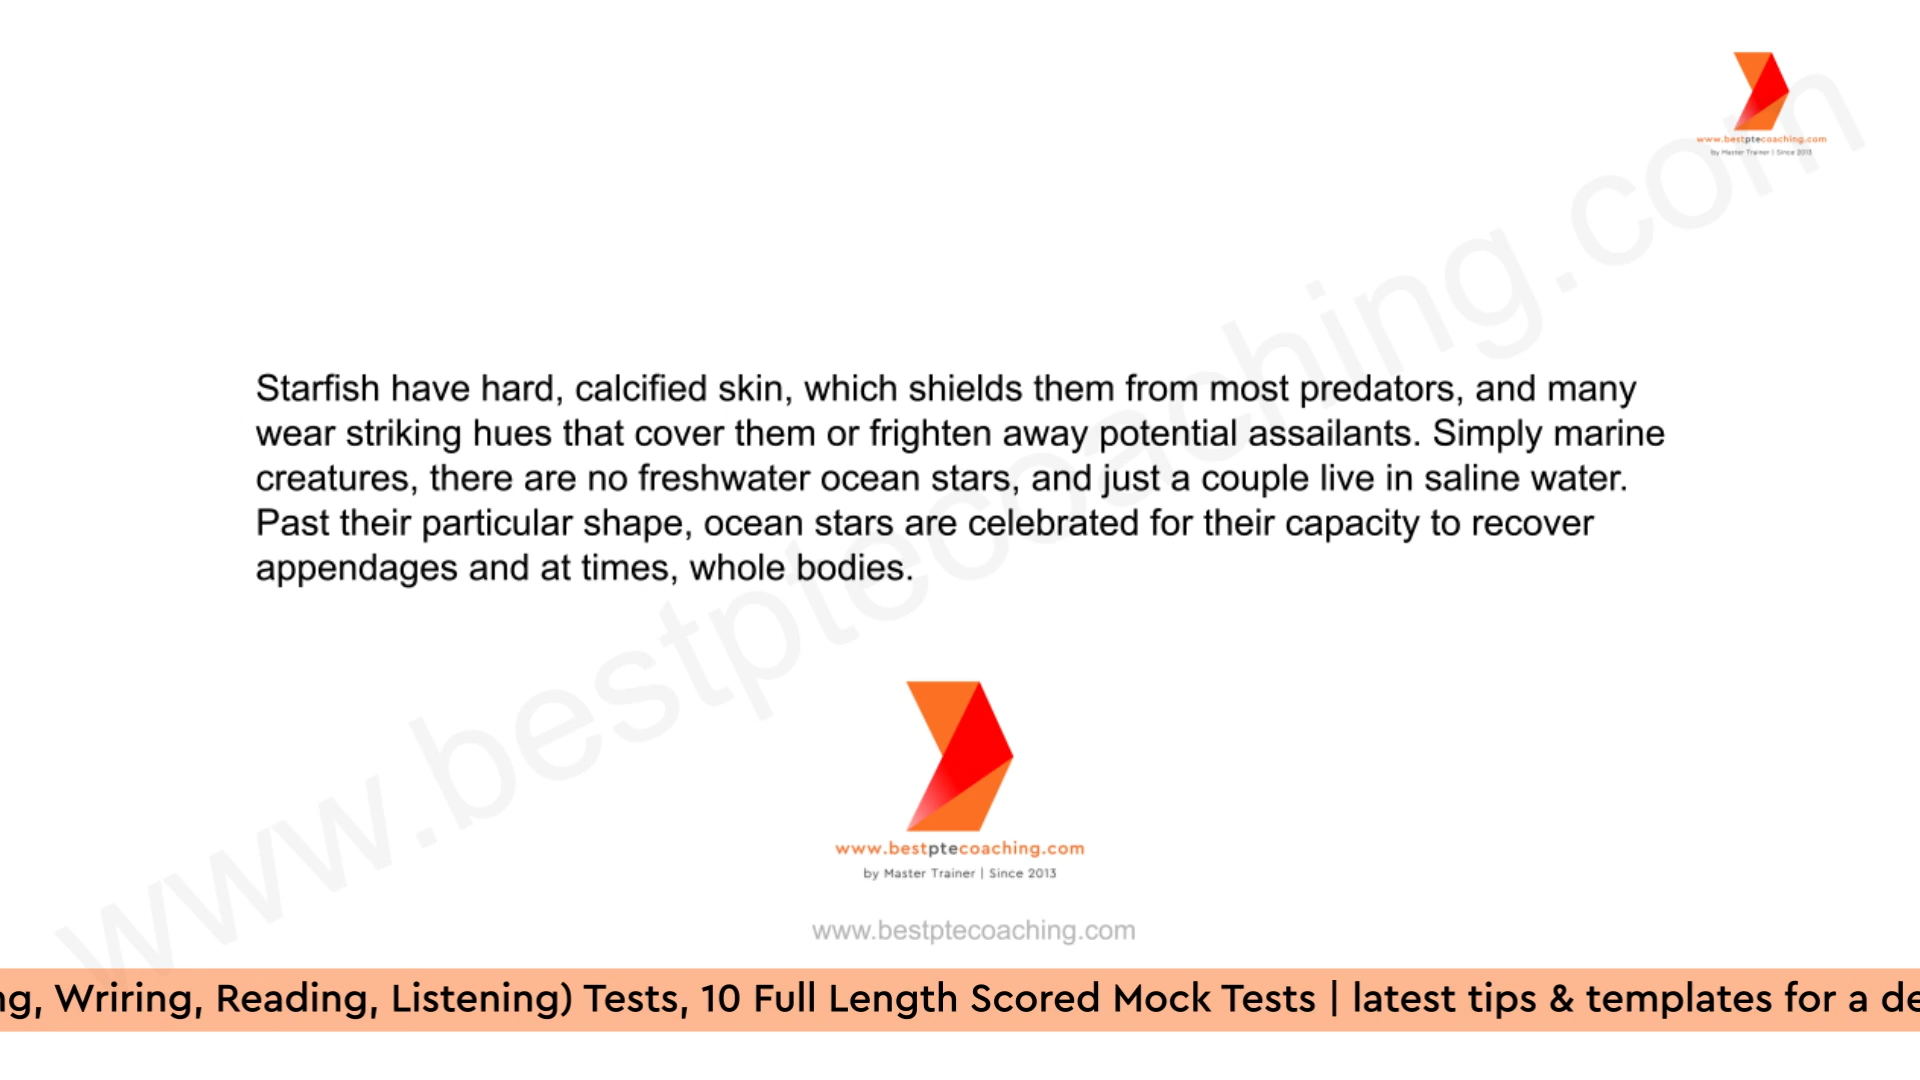 www.bestptecoaching.com
by Master Trainer | Since 2013
Starfish have hard, calcified skin, which shields them from most predators, and many
wear striking hues that cover them or frighten away potential assailants. Simply marine
creatures, there are no freshwater ocean stars, and just a couple live in saline water.
Past their particular shape, ocean stars are celebrated for their capacity to recover
appendages and at times, whole bodies.
www.bestptecoaching.com
www.bestptecoaching.com
by Master Trainer | Since 2013
www.bestptecoaching.com
ng, Wriring, Reading, Listening) Tests, 10 Full Length Scored Mock Tests | latest tips & templates for a de